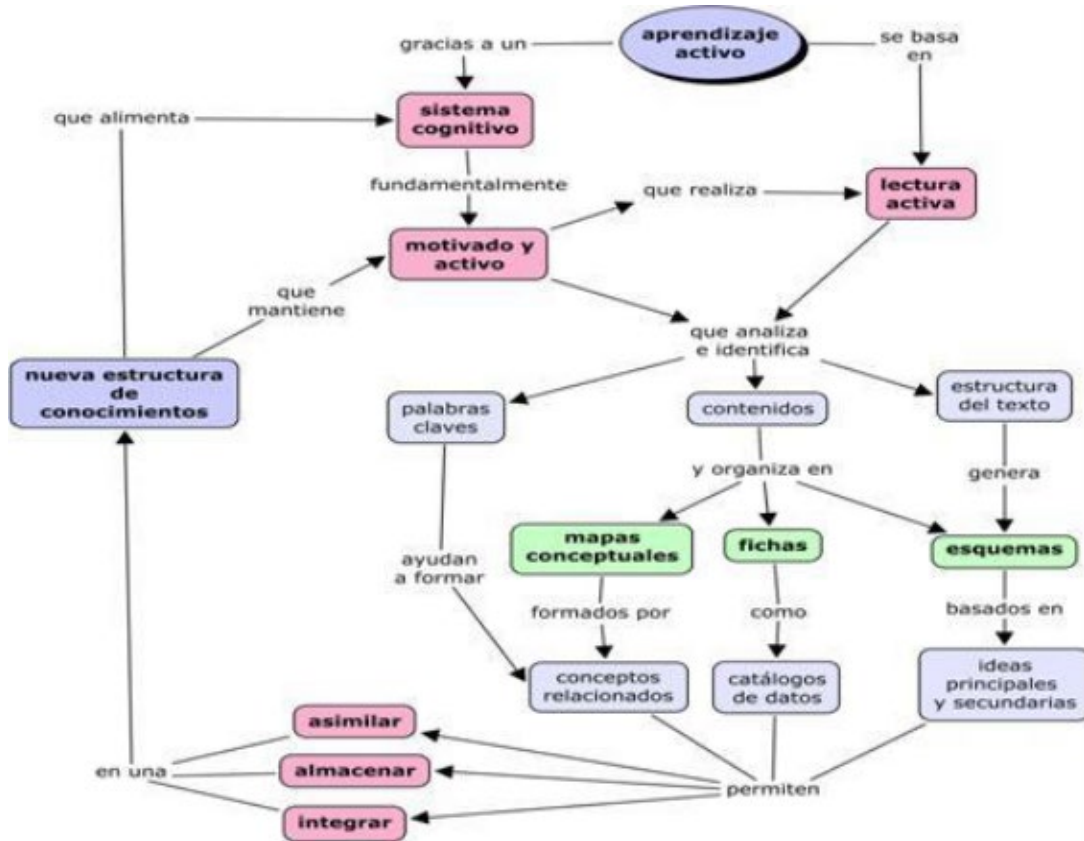 aprendizaje
activo
gracias a un
se basa
en
sistema
cognitivo
que alimenta
fundamentalmente
que realiza
lectura
activa
motivado y
activo
que
mantiene
que analiza
e identifica
nueva estructura
de
conocimientos
palabras
claves
contenidos
estructura
del texto
y organiza en
genera
mapas
conceptuales
fichas
esquemas
ayudan
a formar
formados por
como
basados en
conceptos
relacionados
catálogos
de datos
ideas
principales
y secundarias
asimilar
en una
almacenar
permiten
integrar